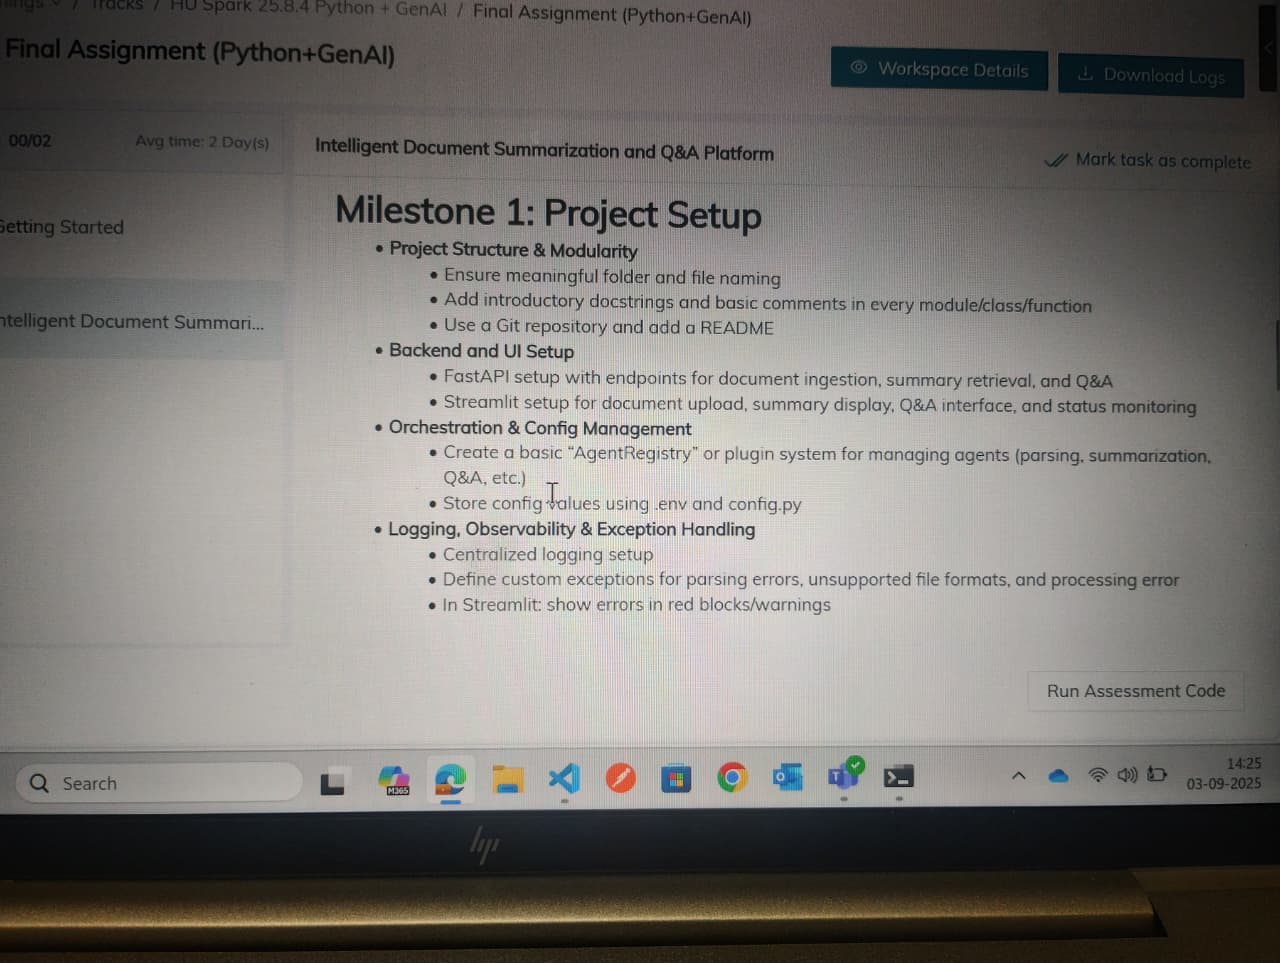 / Tracks / HU Spark 25.8.4 Python + GenAI / Final Assignment (Python+GenAI)
Final Assignment (Python+GenAI)
Workspace Details
Download Logs
00/02
Avg time: 2 Day(s)
Intelligent Document Summarization and Q&A Platform
Mark task as complete
Getting Started
ntelligent Document Summari...
Milestone 1: Project Setup
• Project Structure & Modularity
• Ensure meaningful folder and file naming
• Add introductory docstrings and basic comments in every module/class/function
• Use a Git repository and add a README
• Backend and UI Setup
• FastAPI setup with endpoints for document ingestion, summary retrieval, and Q&A
• Streamlit setup for document upload, summary display, Q&A interface, and status monitoring
• Orchestration & Config Management
• Create a basic “AgentRegistry” or plugin system for managing agents (parsing, summarization,
Q&A, etc.)
• Store config values using .env and config.py
• Logging, Observability & Exception Handling
• Centralized logging setup
• Define custom exceptions for parsing errors, unsupported file formats, and processing error
• In Streamlit: show errors in red blocks/warnings
Run Assessment Code
Search
M365
14:25
03-09-2025
hp